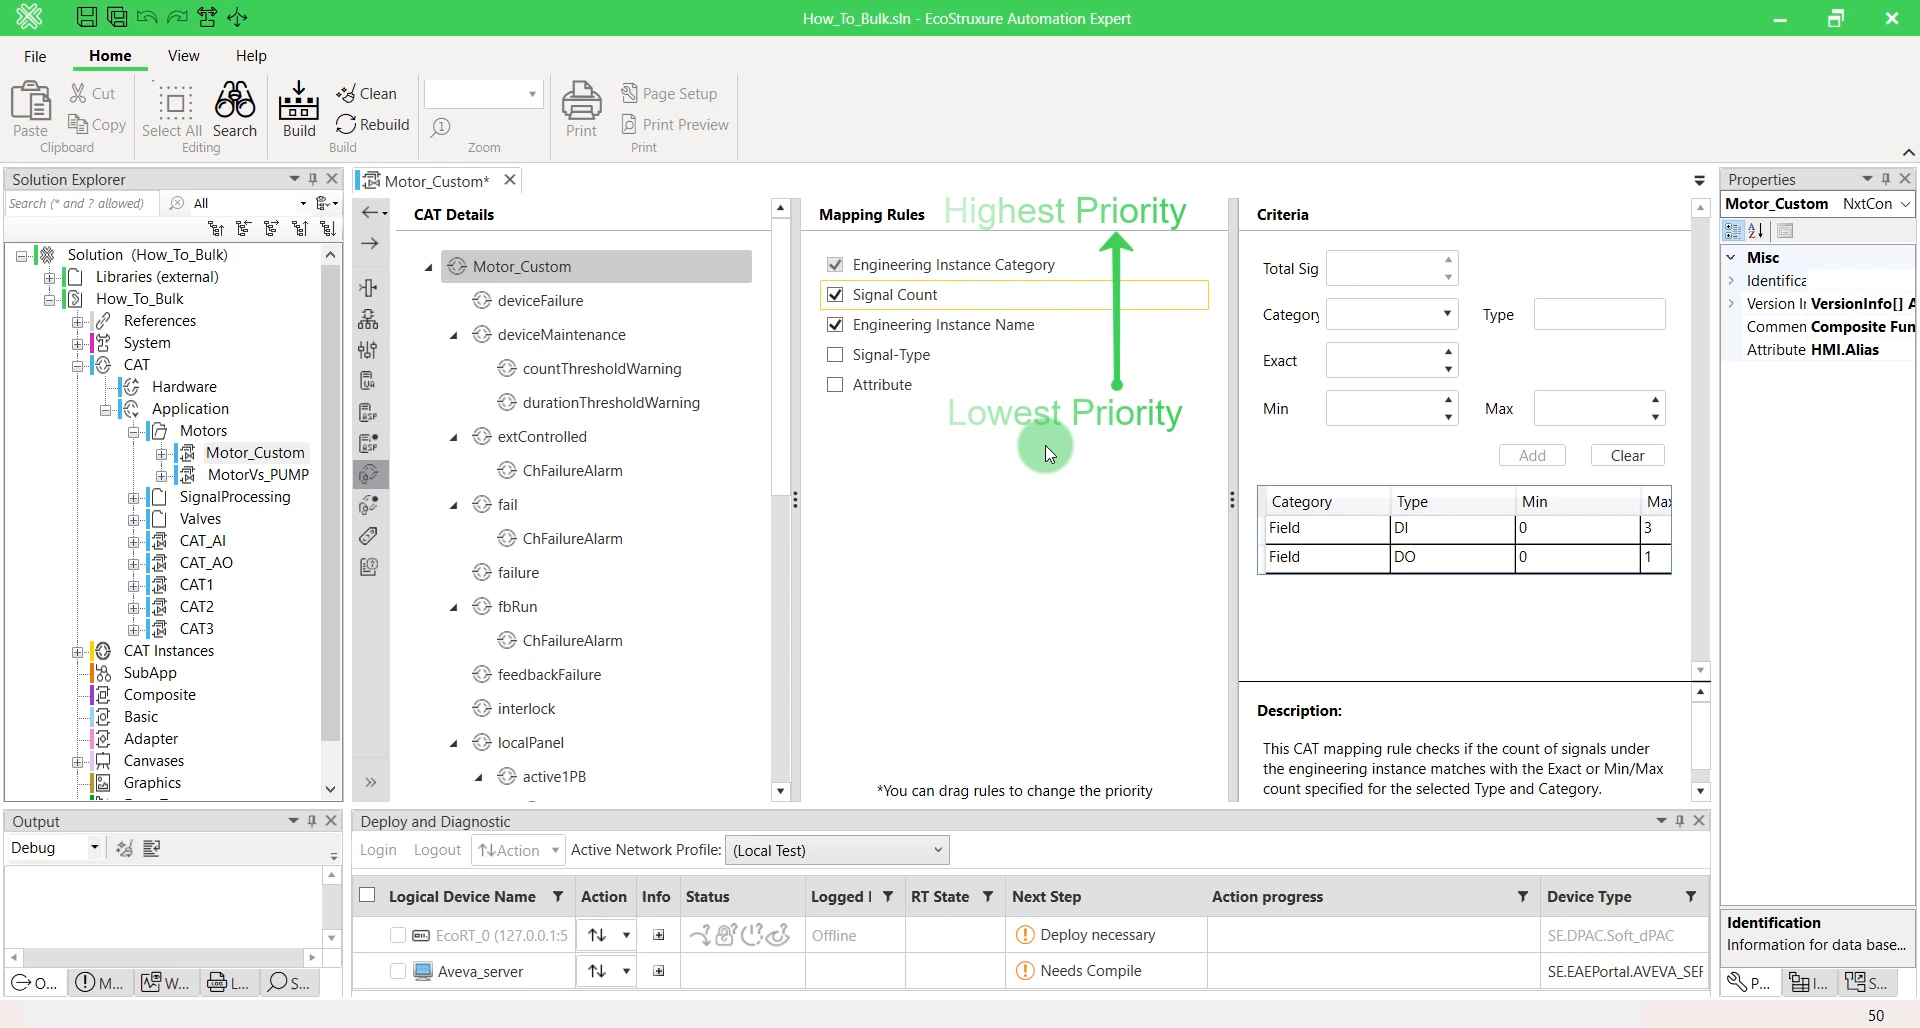 How_To_Bulk.sln - EcoStruxure Automation Expert
File Home View Help
Paste Cut Copy Clipboard
Select All Search Editing
Build Clean Rebuild Build
Zoom
Print Page Setup Print Preview Print
Solution Explorer
Search (* and ? allowed) All
Solution (How_To_Bulk)
Libraries (external)
How_To_Bulk
References
System
CAT
Hardware
Application
Motors
Motor_Custom
MotorVs_PUMP
SignalProcessing
Valves
CAT_AI
CAT_AO
CAT1
CAT2
CAT3
CAT Instances
SubApp
Composite
Basic
Adapter
Canvases
Graphics
Motor_Custom*
CAT Details
Motor_Custom
deviceFailure
deviceMaintenance
countThresholdWarning
durationThresholdWarning
extControlled
ChFailureAlarm
fail
ChFailureAlarm
failure
fbRun
ChFailureAlarm
feedbackFailure
interlock
localPanel
active1PB
Mapping Rules
Highest Priority
Engineering Instance Category
Signal Count
Engineering Instance Name
Signal-Type
Attribute
Lowest Priority
*You can drag rules to change the priority
Criteria
Total Sig
Category Type
Exact
Min Max
Add Clear
Category Type Min Max
Field DI 0 3
Field DO 0 1
Description:
This CAT mapping rule checks if the count of signals under
the engineering instance matches with the Exact or Min/Max
count specified for the selected Type and Category.
Properties
Motor_Custom NxtCon
Misc
Identifica
Version Ir VersionInfo[] A
Commen Composite Fun
Attribute HMI.Alias
Identification
Information for data base...
P... I... S...
Output
Debug
O... M... W... L... S...
Deploy and Diagnostic
Login Logout Action Active Network Profile: (Local Test)
Logical Device Name Action Info Status Logged I RT State Next Step Action progress Device Type
EcoRT_0 (127.0.0.1:5 Offline Deploy necessary SE.DPAC.Soft_dPAC
Aveva_server Needs Compile SE.EAEPortal.AVEVA_SEF
50